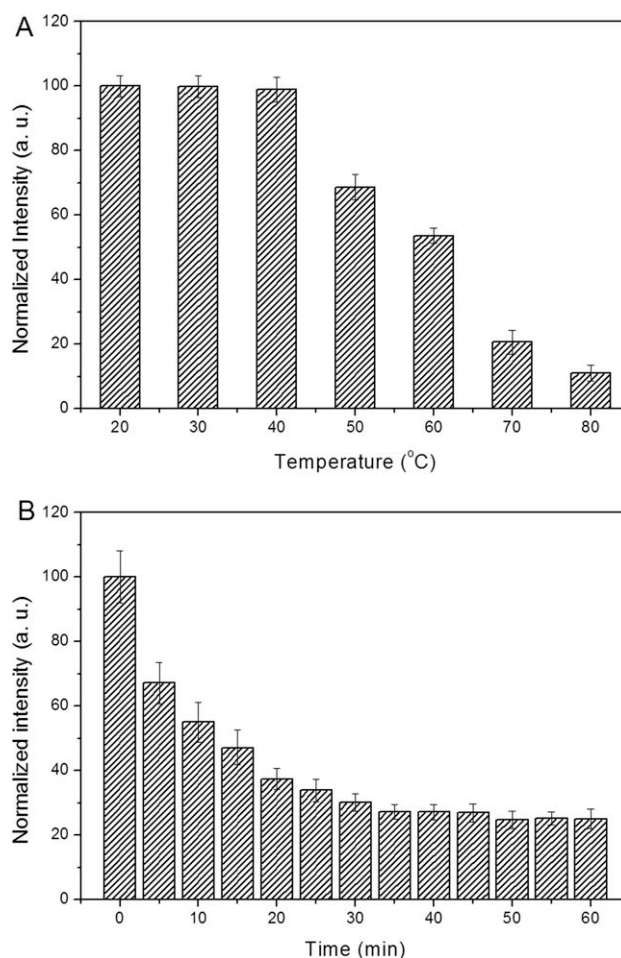 A
Normalized Intensity (a. u.)
120
100
80
60
40
20
0
20 30 40 50 60 70 80
Temperature (°C)
B
Normalized intensity (a. u.)
120
100
80
60
40
20
0
0 10 20 30 40 50 60
Time (min)